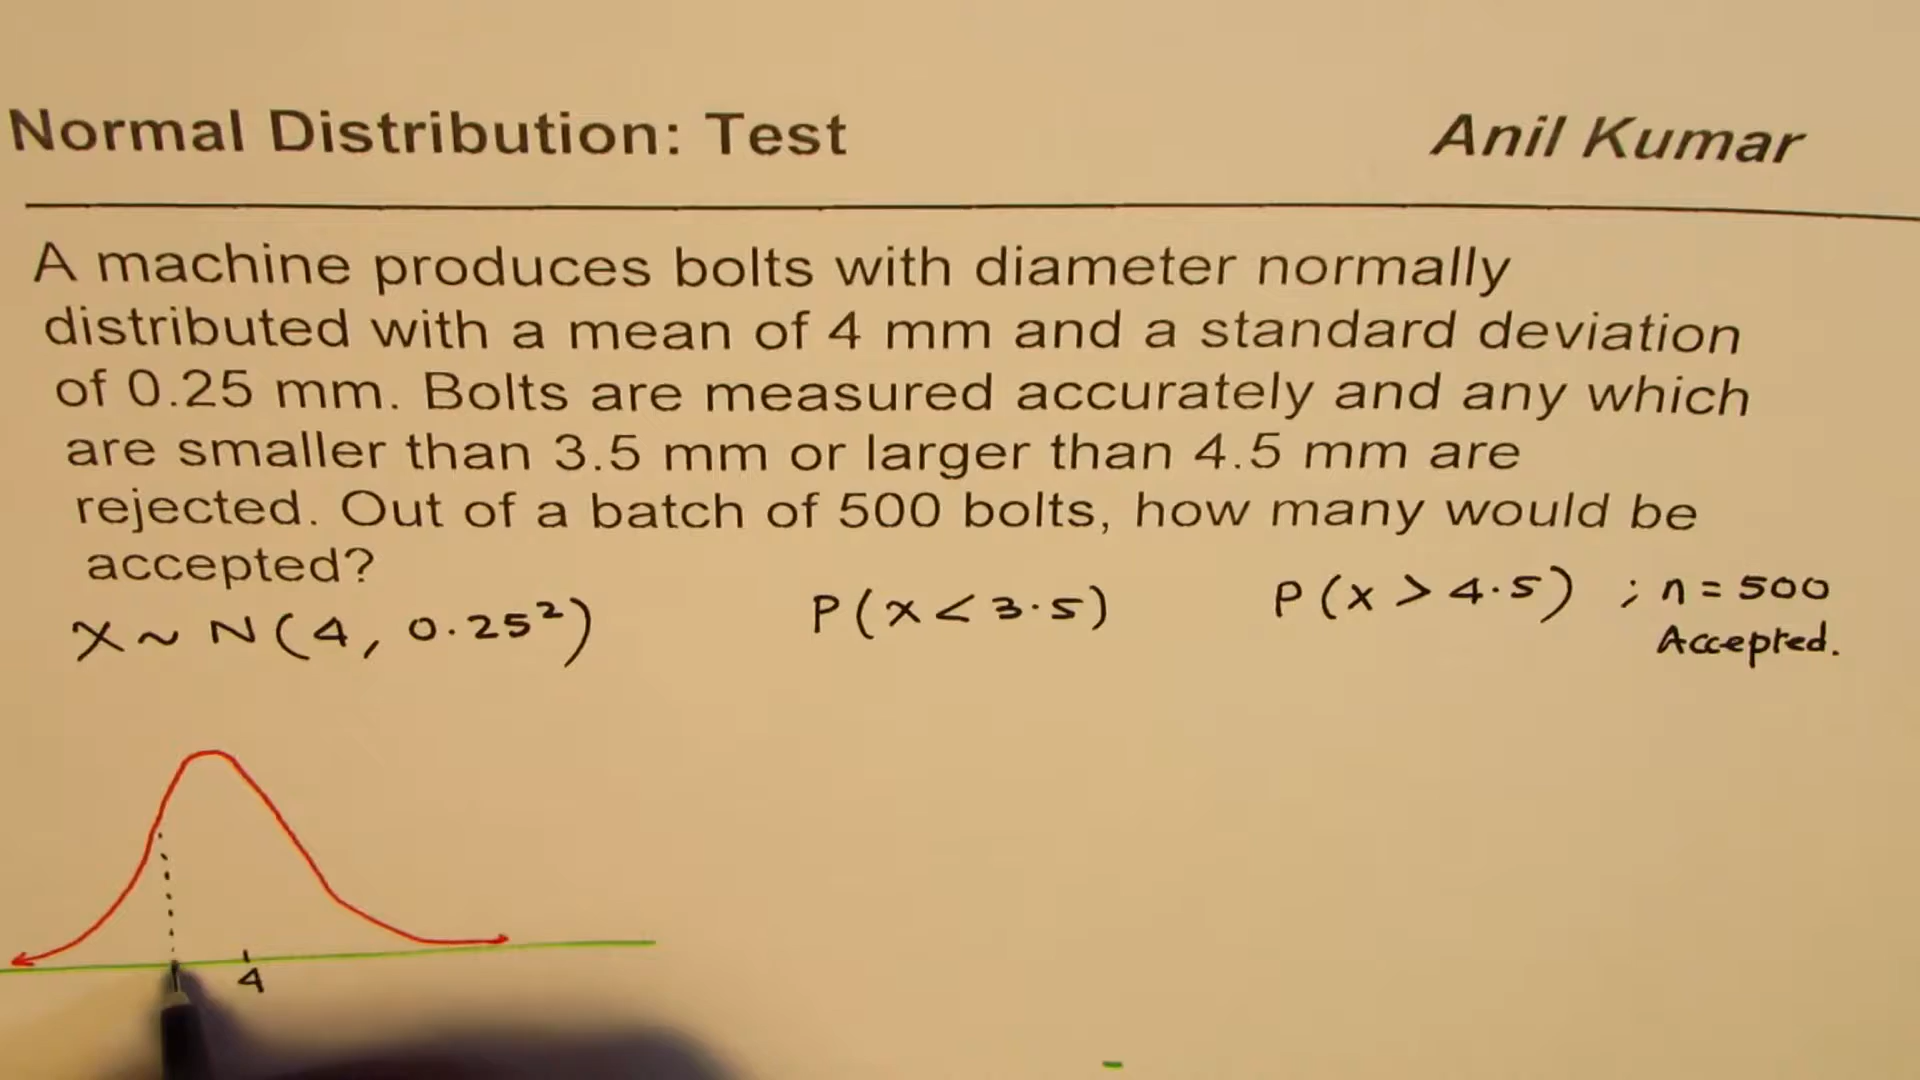 Normal Distribution: Test Anil Kumar
A machine produces bolts with diameter normally
distributed with a mean of 4 mm and a standard deviation
of 0.25 mm. Bolts are measured accurately and any which
are smaller than 3.5 mm or larger than 4.5 mm are
rejected. Out of a batch of 500 bolts, how many would be
accepted?
X ~ N(4, 0.25²) P(x < 3.5) P(x > 4.5) ; n = 500
Accepted.
4